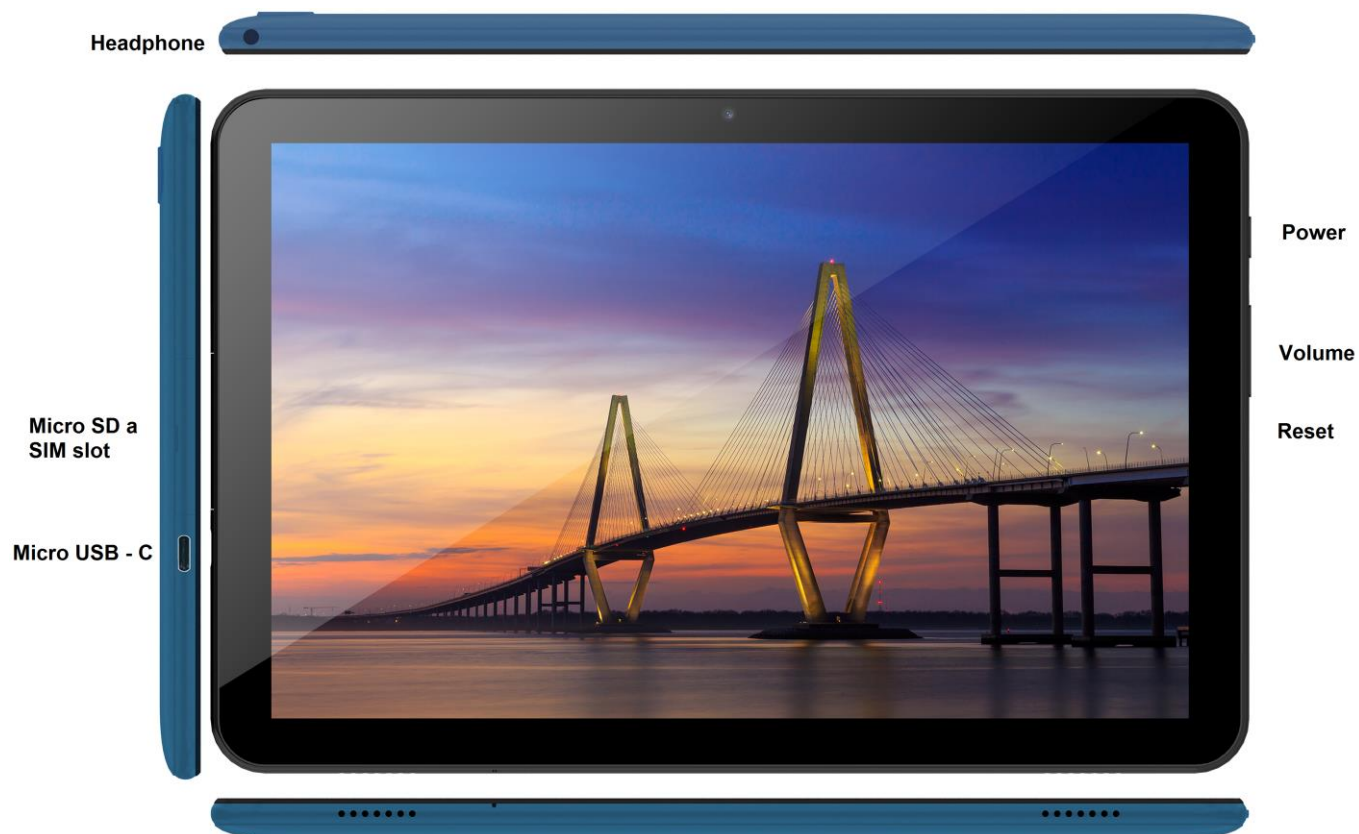 Headphone
Power
Volume
Micro SD a
SIM slot
Reset
Micro USB - C